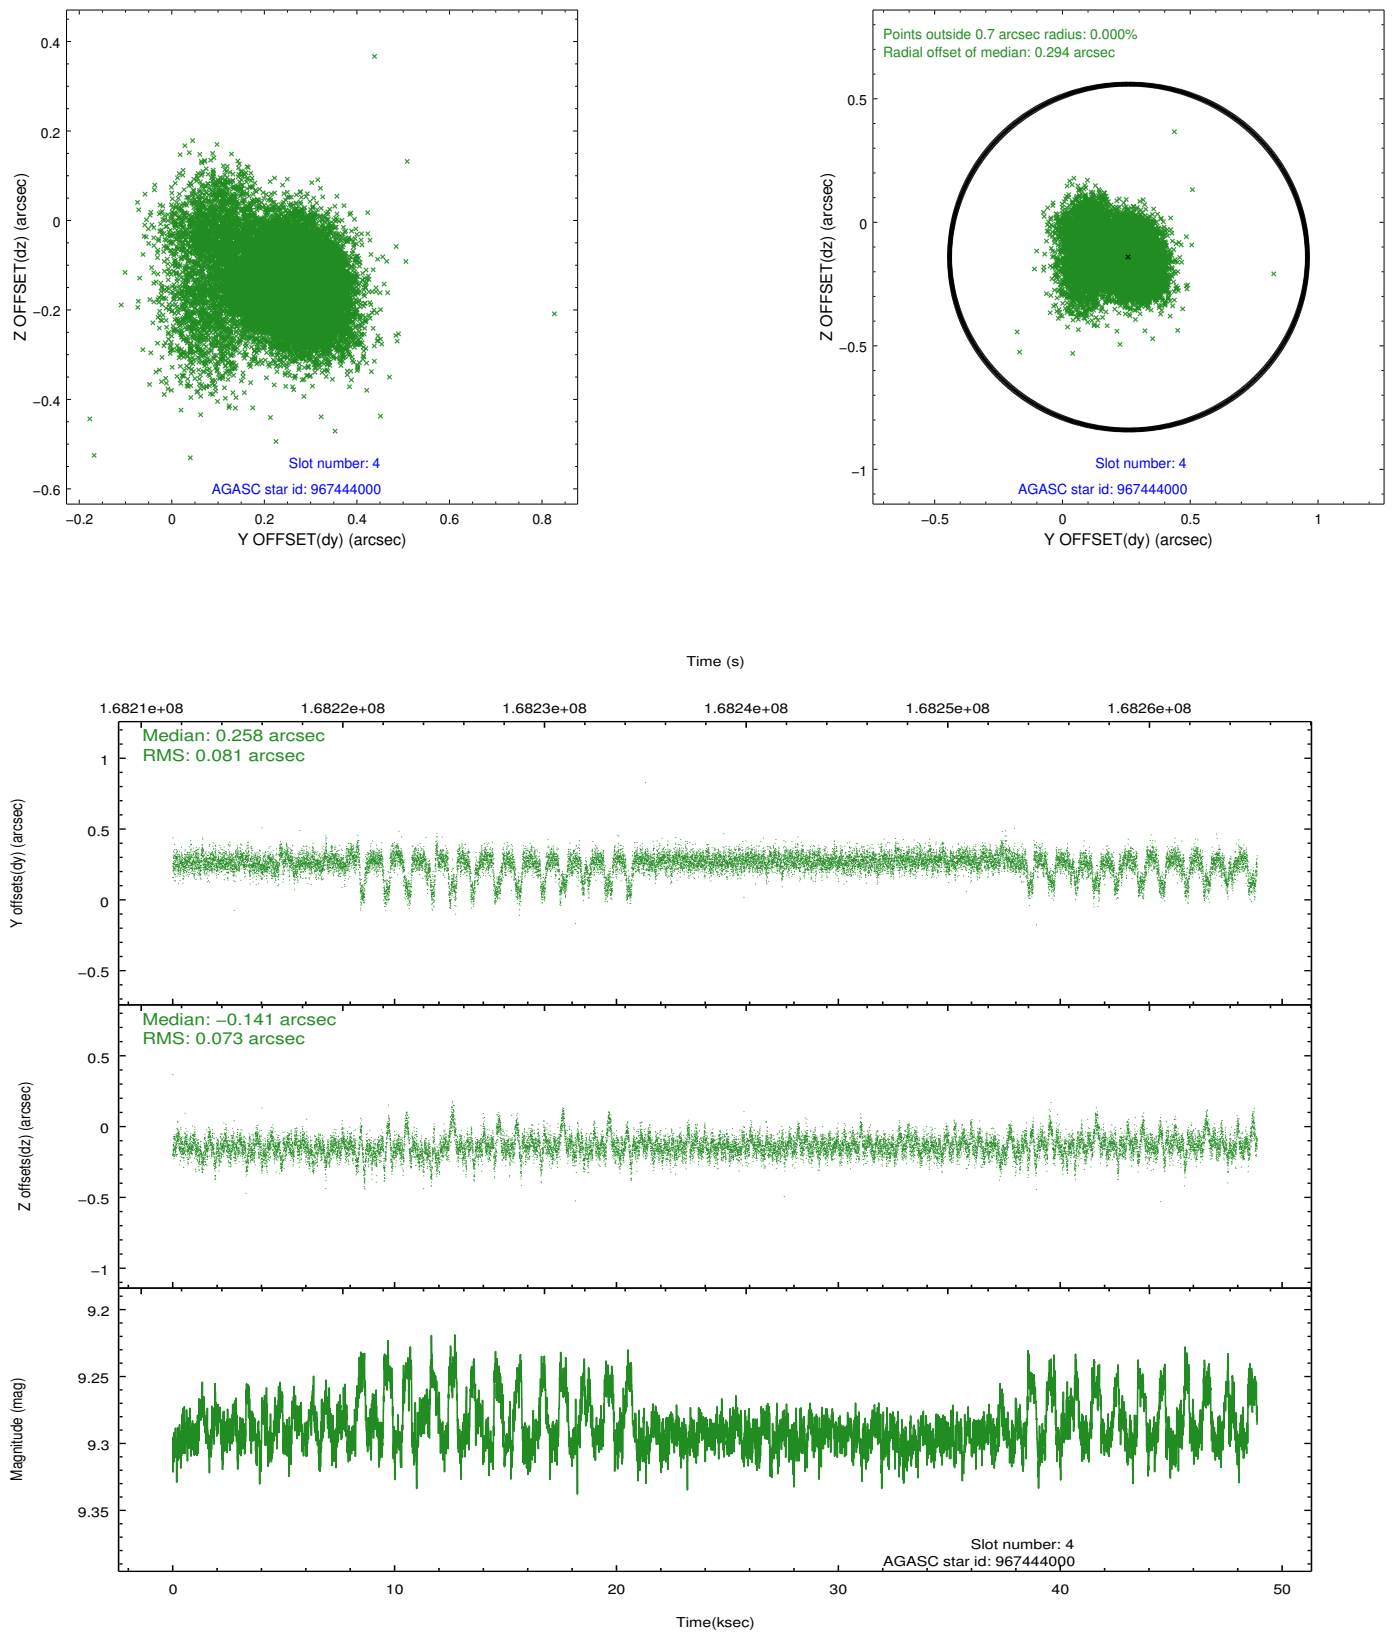 0.4
0.2
0
−0.2
−0.4
−0.6
Z OFFSET(dz) (arcsec)
Slot number: 4
AGASC star id: 967444000
−0.2 0 0.2 0.4 0.6 0.8
Y OFFSET(dy) (arcsec)
Points outside 0.7 arcsec radius: 0.000%
Radial offset of median: 0.294 arcsec
0.5
0
−0.5
−1
Z OFFSET(dz) (arcsec)
Slot number: 4
AGASC star id: 967444000
−0.5 0 0.5 1
Y OFFSET(dy) (arcsec)
Time (s)
1.6821e+08 1.6822e+08 1.6823e+08 1.6824e+08 1.6825e+08 1.6826e+08
Median: 0.258 arcsec
RMS: 0.081 arcsec
1
0.5
0
−0.5
Y offsets(dy) (arcsec)
Median: −0.141 arcsec
RMS: 0.073 arcsec
0.5
0
−0.5
−1
Z offsets(dz) (arcsec)
9.2
9.25
9.3
9.35
Magnitude (mag)
Slot number: 4
AGASC star id: 967444000
0 10 20 30 40 50
Time(ksec)